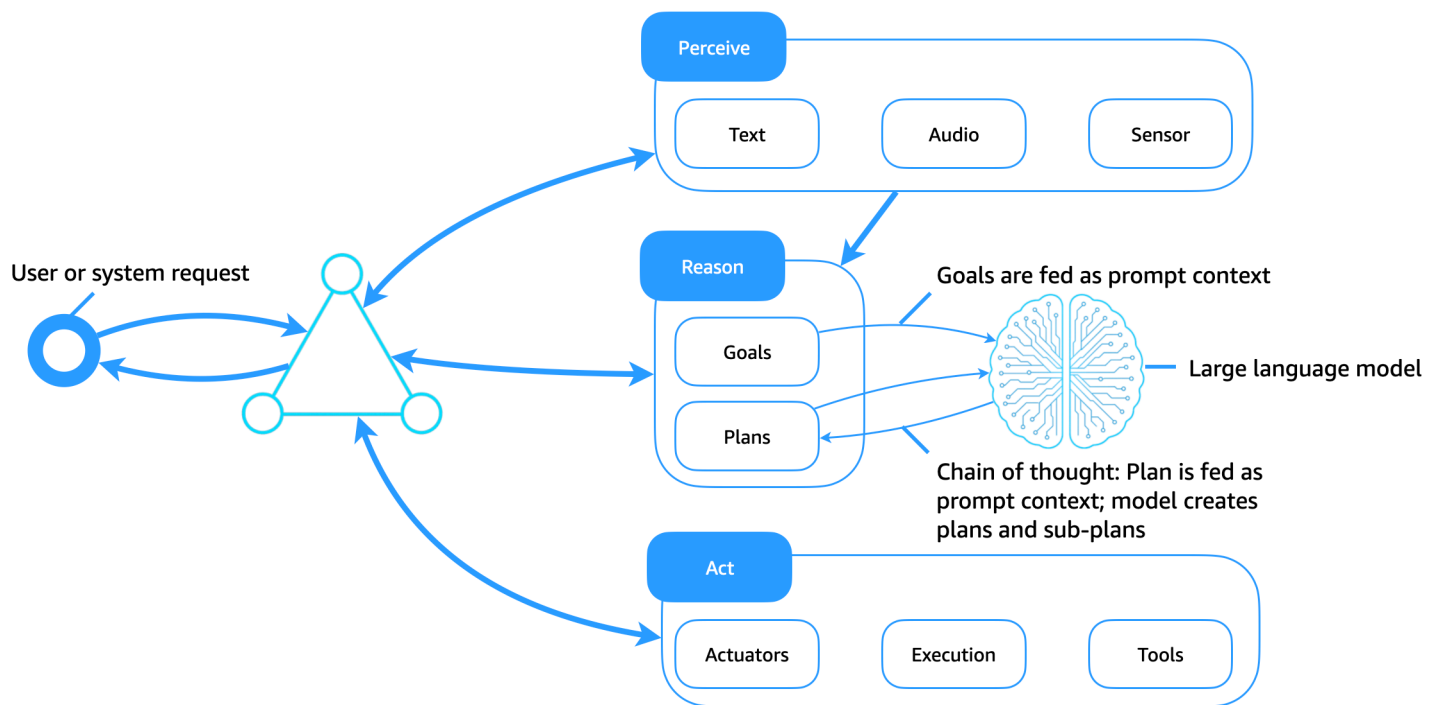 Perceive
Text
Audio
Sensor
User or system request
Reason
Goals
Plans
Goals are fed as prompt context
Large language model
Chain of thought: Plan is fed as
prompt context; model creates
plans and sub-plans
Act
Actuators
Execution
Tools